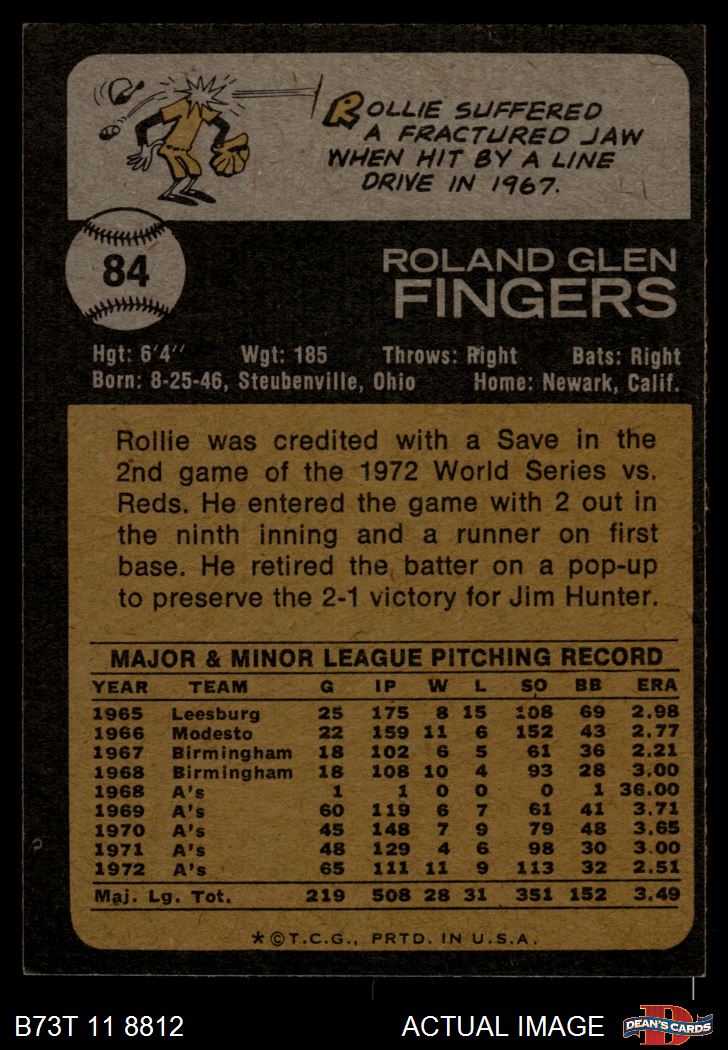 ROLLIE SUFFERED
A FRACTURED JAW
WHEN HIT BY A LINE
DRIVE IN 1967.
84
ROLAND GLEN
FINGERS
Hgt: 6'4" Wgt: 185 Throws: Right Bats: Right
Born: 8-25-46, Steubenville, Ohio Home: Newark, Calif.
Rollie was credited with a Save in the
2nd game of the 1972 World Series vs.
Reds. He entered the game with 2 out in
the ninth inning and a runner on first
base. He retired the batter on a pop-up
to preserve the 2-1 victory for Jim Hunter.
MAJOR & MINOR LEAGUE PITCHING RECORD
YEAR TEAM G IP W L SO BB ERA
1965 Leesburg 25 175 8 15 108 69 2.98
1966 Modesto 22 159 11 6 152 43 2.77
1967 Birmingham 18 102 6 5 61 36 2.21
1968 Birmingham 18 108 10 4 93 28 3.00
1968 A's 1 1 0 0 0 1 36.00
1969 A's 60 119 6 7 61 41 3.71
1970 A's 45 148 7 9 79 48 3.65
1971 A's 48 129 4 6 98 30 3.00
1972 A's 65 111 11 9 113 32 2.51
Maj. Lg. Tot. 219 508 28 31 351 152 3.49
*©T.C.G., PRTD. IN U.S.A.
B73T 11 8812 ACTUAL IMAGE DEAN'S CARDS